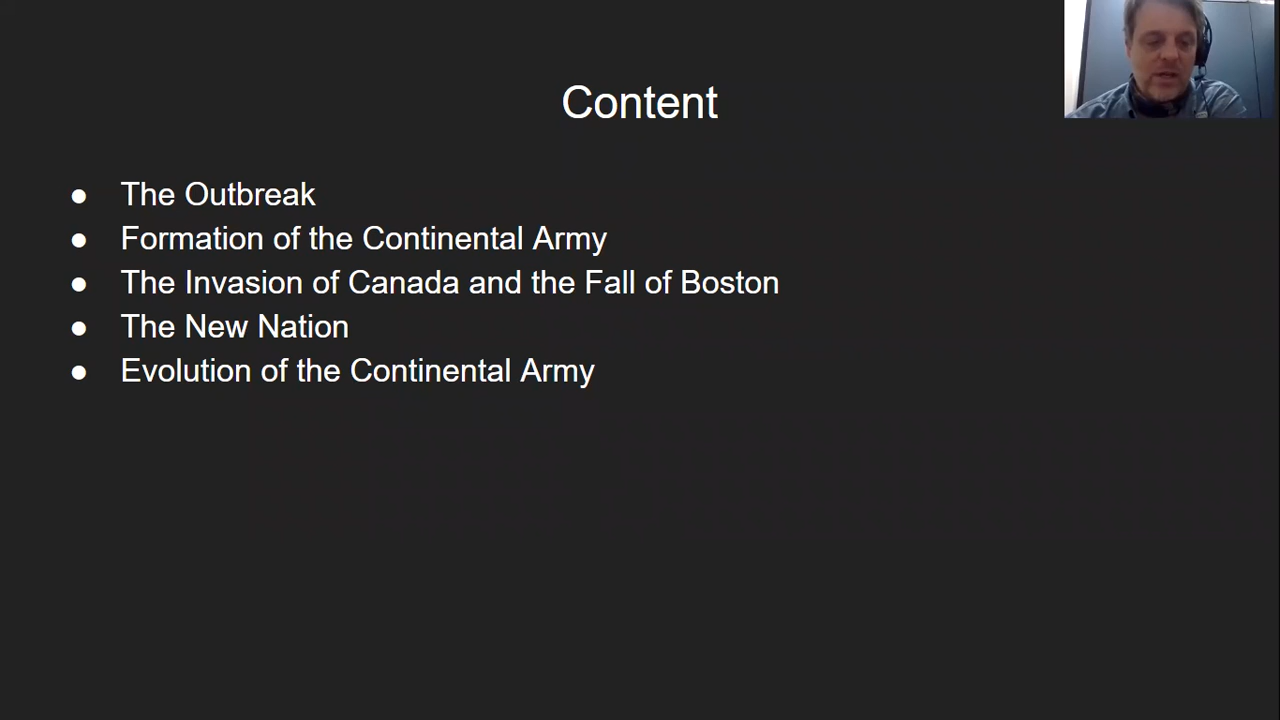 Content
● The Outbreak
● Formation of the Continental Army
● The Invasion of Canada and the Fall of Boston
● The New Nation
● Evolution of the Continental Army